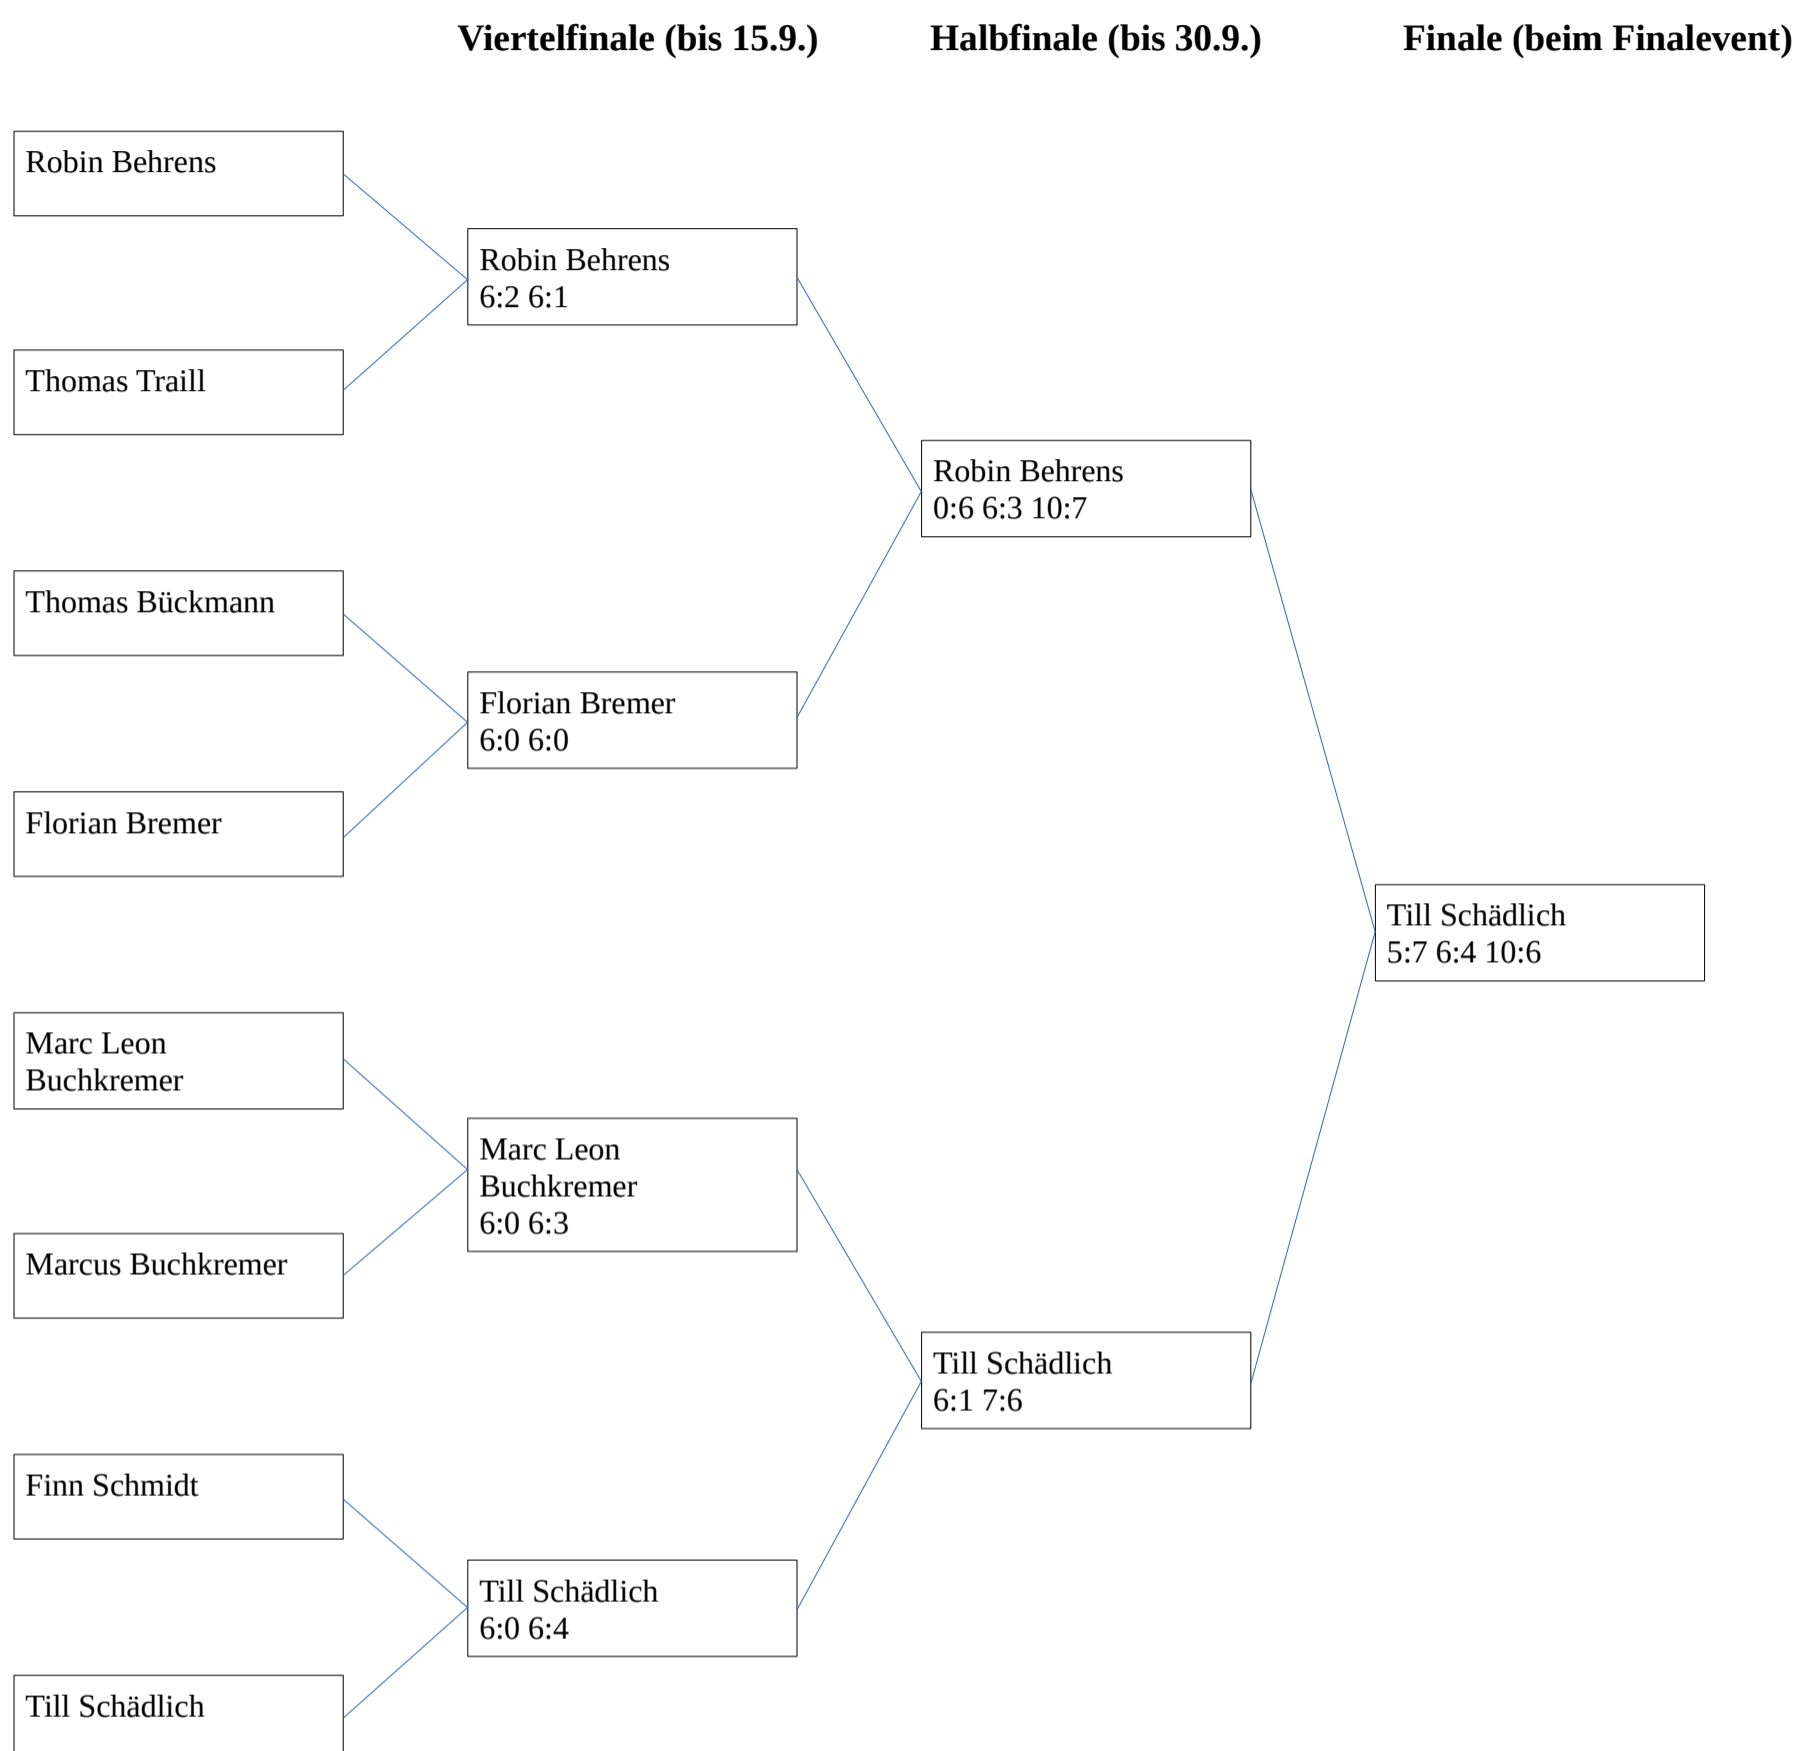 Viertelfinale (bis 15.9.)
Halbfinale (bis 30.9.)
Finale (beim Finalevent)
Robin Behrens
Thomas Traill
Thomas Bückmann
Florian Bremer
Marc Leon
Buchkremer
Marcus Buchkremer
Finn Schmidt
Till Schädlich
Robin Behrens
6:2 6:1
Florian Bremer
6:0 6:0
Marc Leon
Buchkremer
6:0 6:3
Till Schädlich
6:0 6:4
Robin Behrens
0:6 6:3 10:7
Till Schädlich
6:1 7:6
Till Schädlich
5:7 6:4 10:6